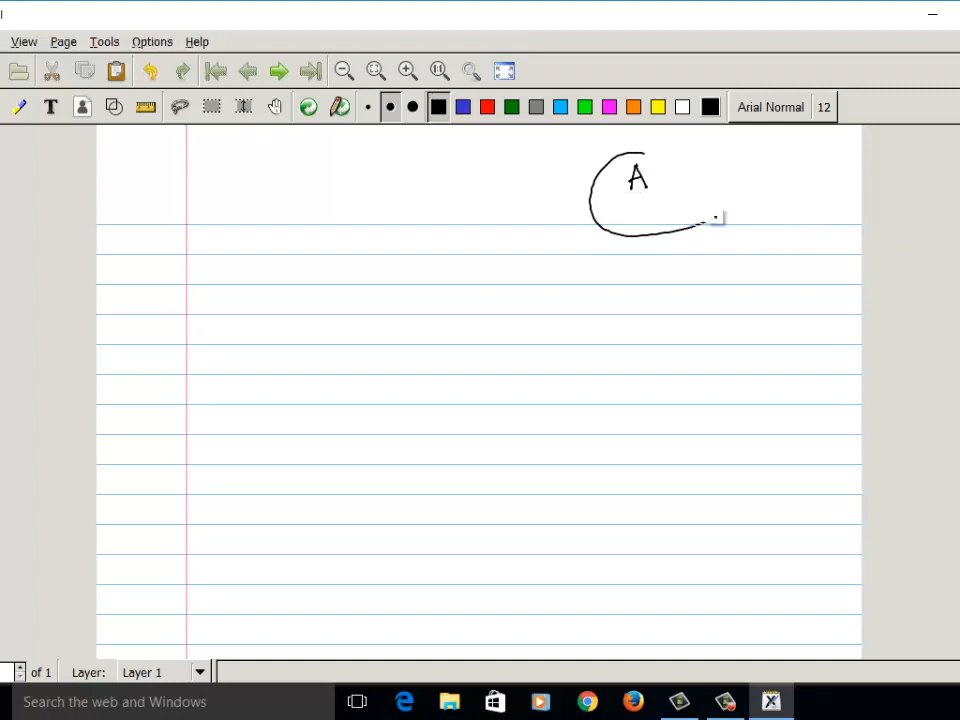 View Page Tools Options Help
T Arial Normal 12
A
of 1 Layer: Layer 1
Search the web and Windows